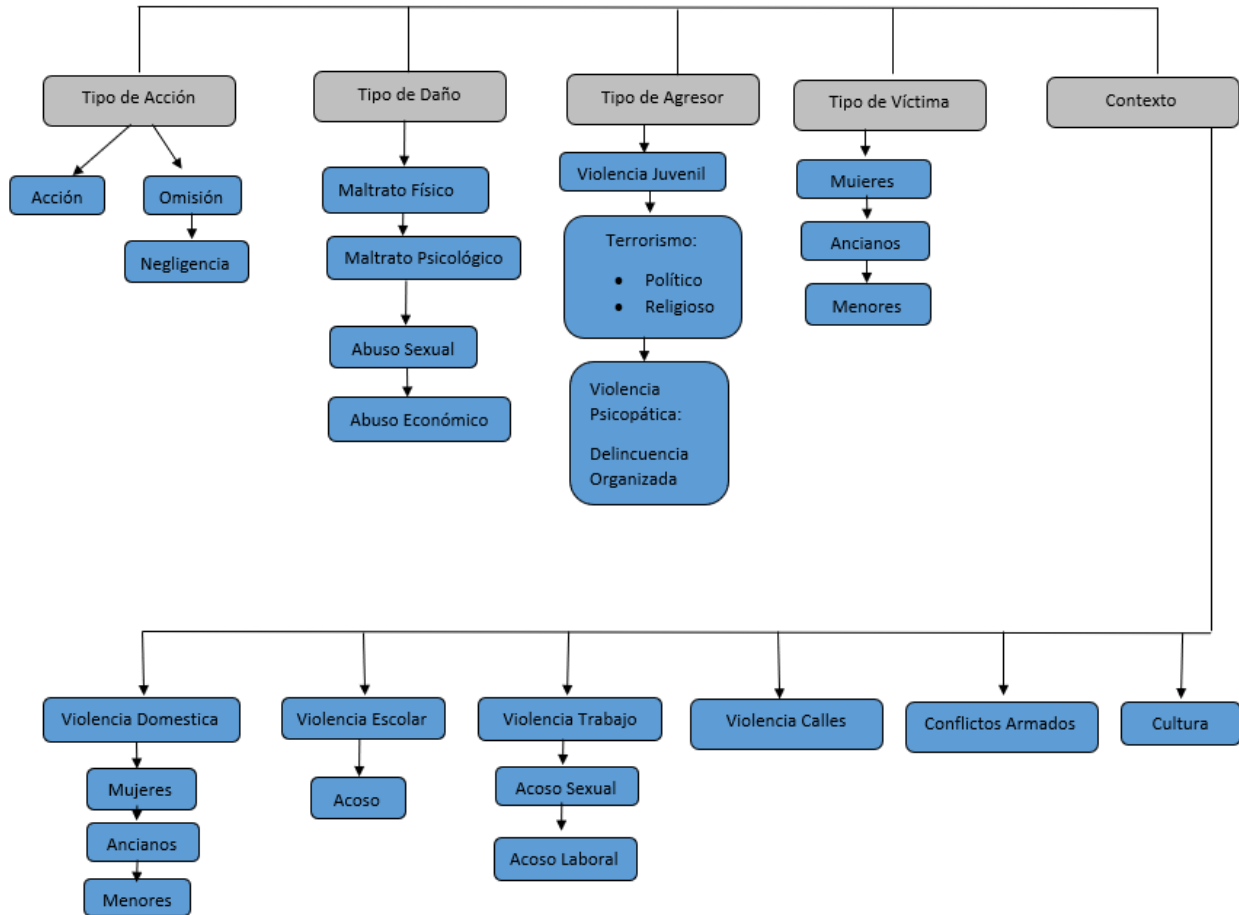 Tipo de Acción
Tipo de Daño
Tipo de Agresor
Tipo de Víctima
Contexto
Acción
Omisión
Negligencia
Maltrato Físico
Maltrato Psicológico
Abuso Sexual
Abuso Económico
Violencia Juvenil
Terrorismo:
• Político
• Religioso
Violencia
Psicopática:
Delincuencia
Organizada
Muieres
Ancianos
Menores
Violencia Domestica
Mujeres
Ancianos
Menores
Violencia Escolar
Acoso
Violencia Trabajo
Acoso Sexual
Acoso Laboral
Violencia Calles
Conflictos Armados
Cultura